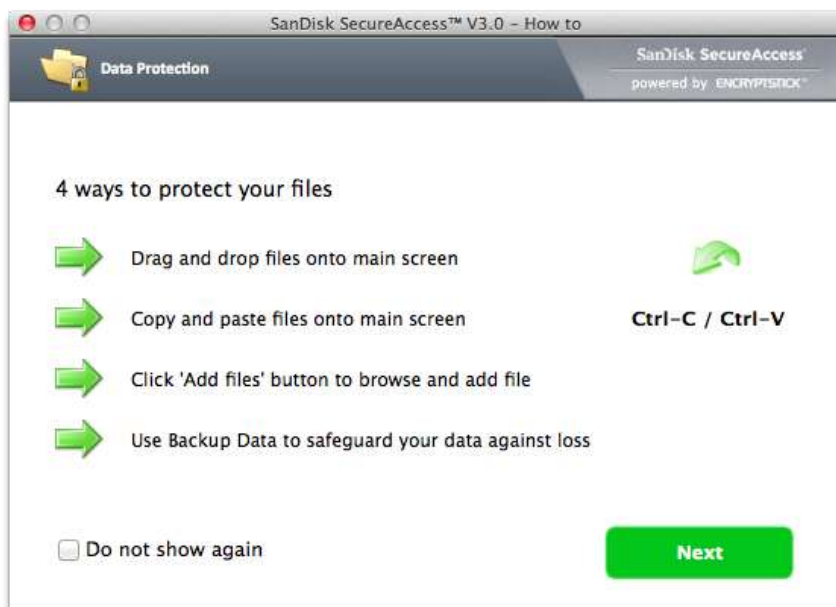 SanDisk SecureAccess™ V3.0 – How to
Data Protection
SanDisk SecureAccess™
powered by ENCRYPTSTICK™
4 ways to protect your files
Drag and drop files onto main screen
Copy and paste files onto main screen
Ctrl-C / Ctrl-V
Click 'Add files' button to browse and add file
Use Backup Data to safeguard your data against loss
Do not show again
Next